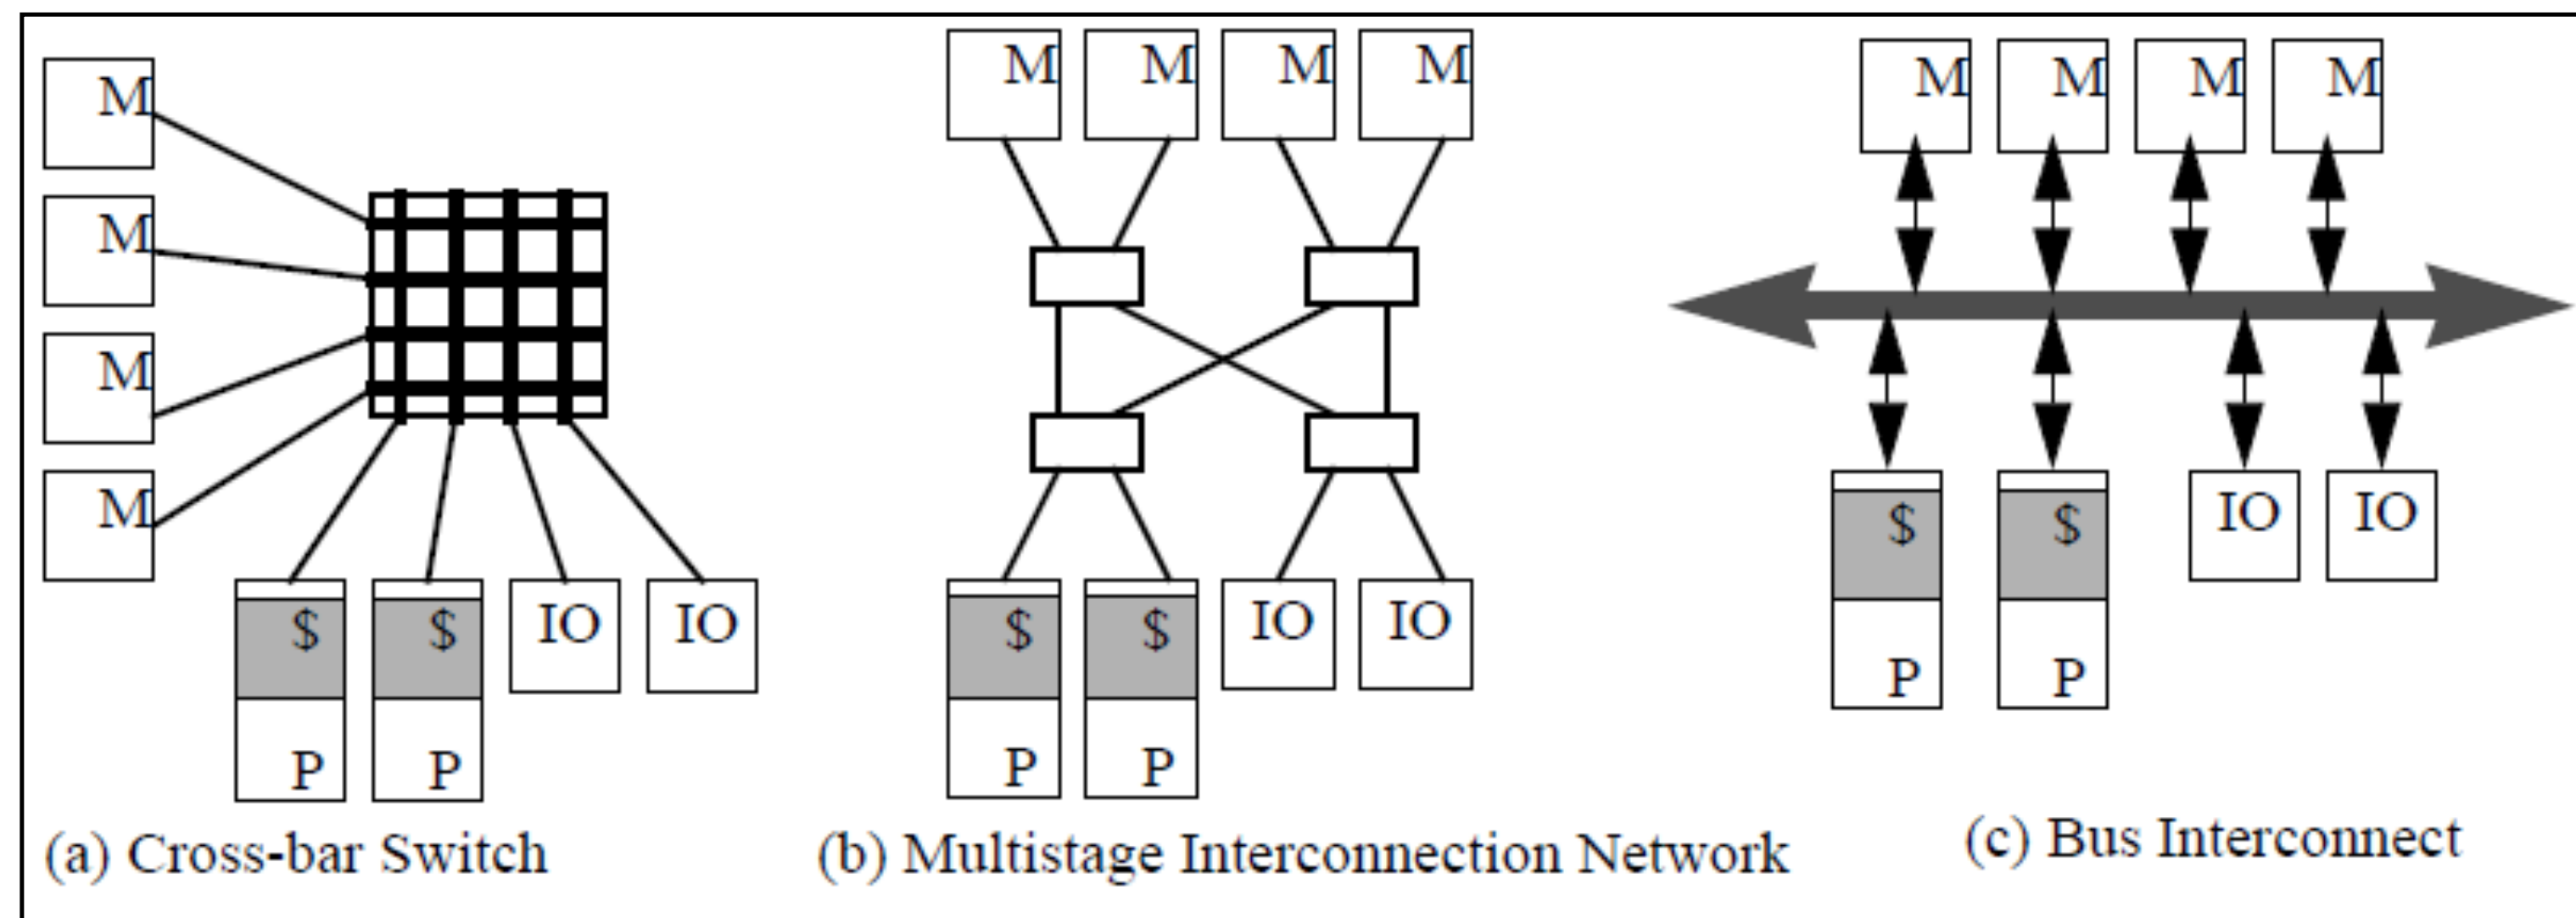 M
M
M
M
$ $ IO IO
P P
(a) Cross-bar Switch
M M M M
$ $ IO IO
P P
(b) Multistage Interconnection Network
M M M M
$ $ IO IO
P P
(c) Bus Interconnect